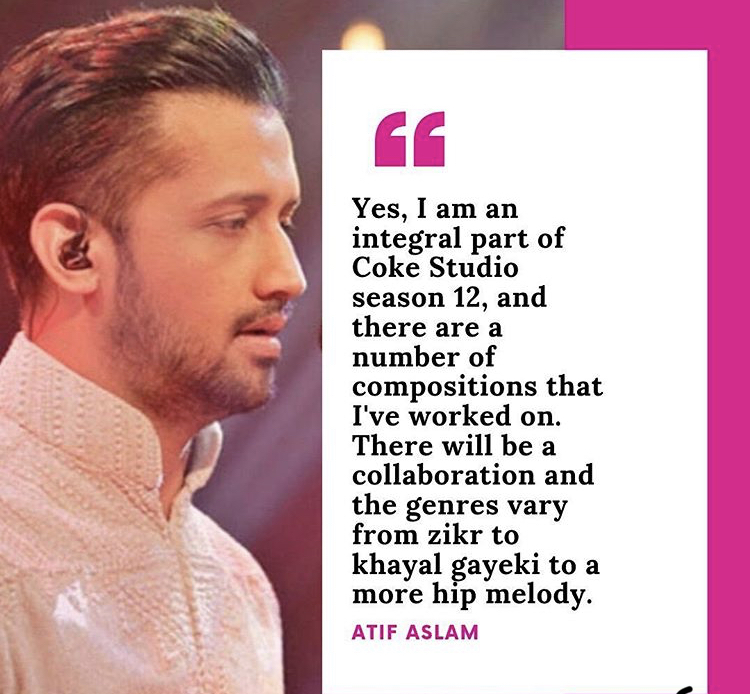 Yes, I am an
integral part of
Coke Studio
season 12, and
there are a
number of
compositions that
I've worked on.
There will be a
collaboration and
the genres vary
from zikr to
khayal gayeki to a
more hip melody.
ATIF ASLAM